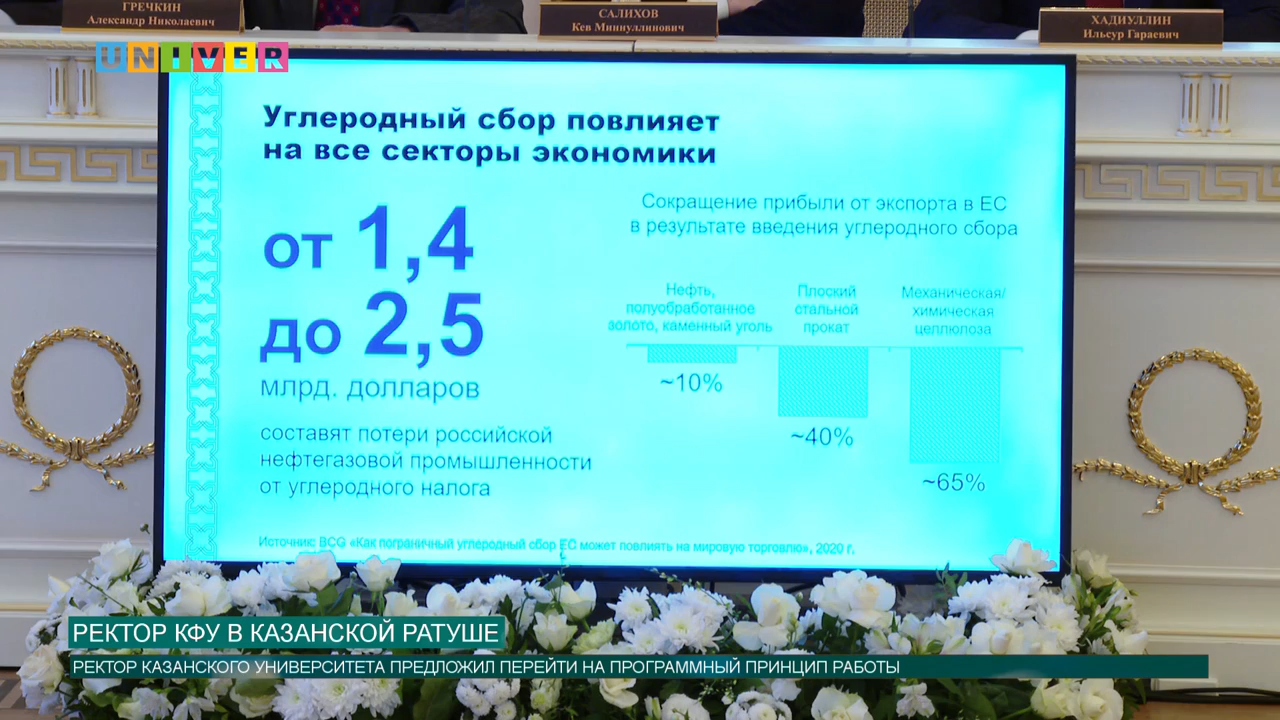 ГРЕЧКИН
Александр Николаевич
САЛИХОВ
Кев Миннуллинович
ХАДИУЛЛИН
Ильсур Гараевич
UNIVER
Углеродный сбор повлияет
на все секторы экономики
от 1,4
до 2,5
млрд. долларов
составят потери российской
нефтегазовой промышленности
от углеродного налога
Сокращение прибыли от экспорта в ЕС
в результате введения углеродного сбора
Нефть,
полуобработанное
золото, каменный уголь
~10%
Плоский
стальной
прокат
~40%
Механическая/
химическая
целлюлоза
~65%
Источник: BCG «Как пограничный углеродный сбор ЕС может повлиять на мировую торговлю», 2020 г.
РЕКТОР КФУ В КАЗАНСКОЙ РАТУШЕ
РЕКТОР КАЗАНСКОГО УНИВЕРСИТЕТА ПРЕДЛОЖИЛ ПЕРЕЙТИ НА ПРОГРАММНЫЙ ПРИНЦИП РАБОТЫ